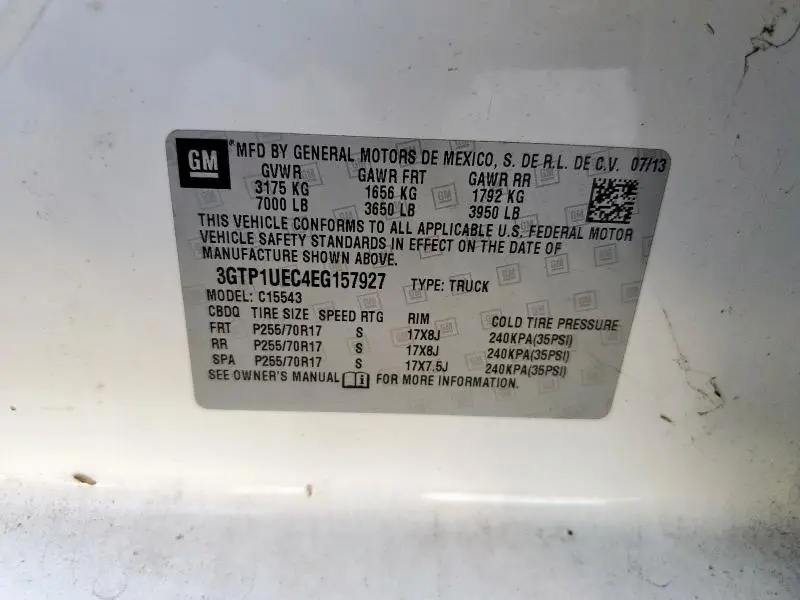 GM *MFD BY GENERAL MOTORS DE MEXICO, S. DE R.L. DE C.V. 07/13
GVWR GAWR FRT GAWR RR
3175 KG 1656 KG 1792 KG
7000 LB 3650 LB 3950 LB
THIS VEHICLE CONFORMS TO ALL APPLICABLE U.S. FEDERAL MOTOR
VEHICLE SAFETY STANDARDS IN EFFECT ON THE DATE OF
MANUFACTURE SHOWN ABOVE.
3GTP1UEC4EG157927 TYPE: TRUCK
MODEL: C15543
CBDQ TIRE SIZE SPEED RTG RIM COLD TIRE PRESSURE
FRT P255/70R17 S 17X8J 240KPA(35PSI)
RR P255/70R17 S 17X8J 240KPA(35PSI)
SPA P255/70R17 S 17X7.5J 240KPA(35PSI)
SEE OWNER'S MANUAL FOR MORE INFORMATION.